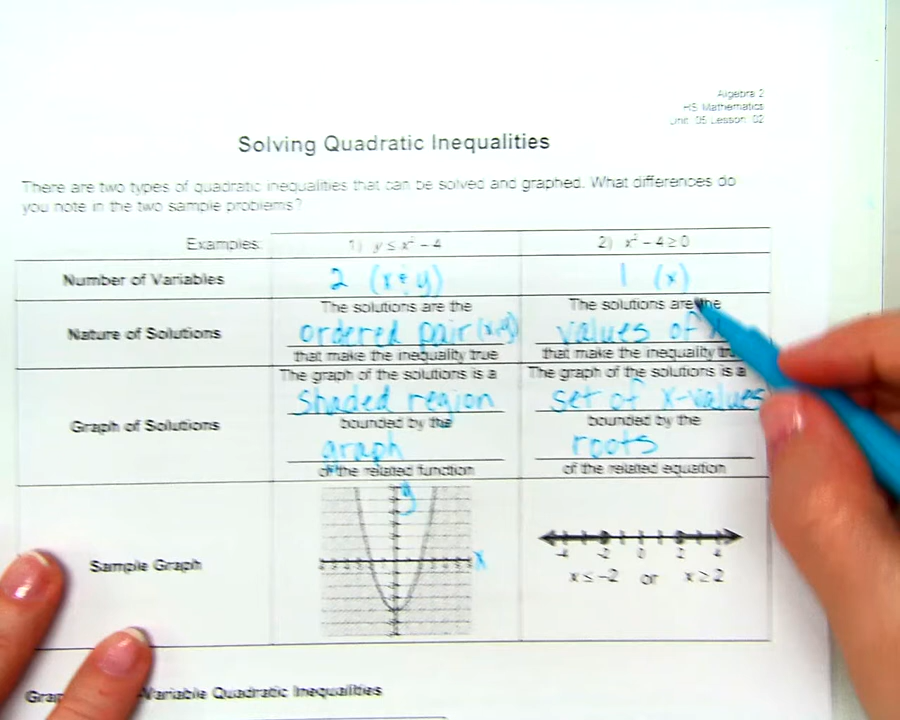 Algebra 2
HS Mathematics
Unit: 05 Lesson: 02
Solving Quadratic Inequalities
There are two types of quadratic inequalities that can be solved and graphed. What differences do
you note in the two sample problems?
Examples: 1) y ≤ x² – 4 2) x² – 4 ≥ 0
Number of Variables 2 (x & y) 1 (x)
The solutions are the The solutions are the
Nature of Solutions ordered pair (x,y) values of x
that make the inequality true that make the inequality
The graph of the solutions is a The graph of the solutions is a
shaded region set of x-values
Graph of Solutions bounded by the bounded by the
graph roots
of the related function of the related equation
y
Sample Graph x -4 -2 0 2 4
x ≤ –2 or x ≥ 2
Variable Quadratic Inequalities